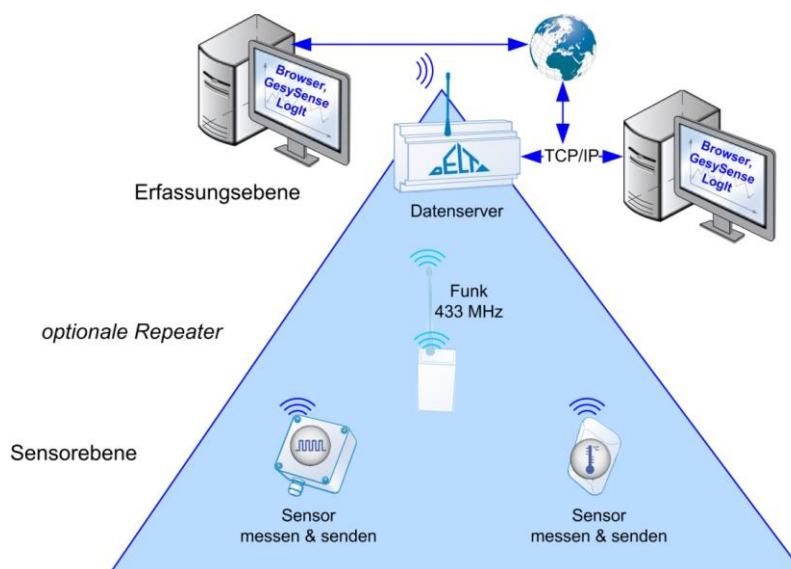 Browser,
GesySense
LogIt
Erfassungsebene
DELTA
Datenserver
TCP/IP
Browser,
GesySense
LogIt
optionale Repeater
Funk
433 MHz
Sensorebene
Sensor
messen & senden
Sensor
messen & senden